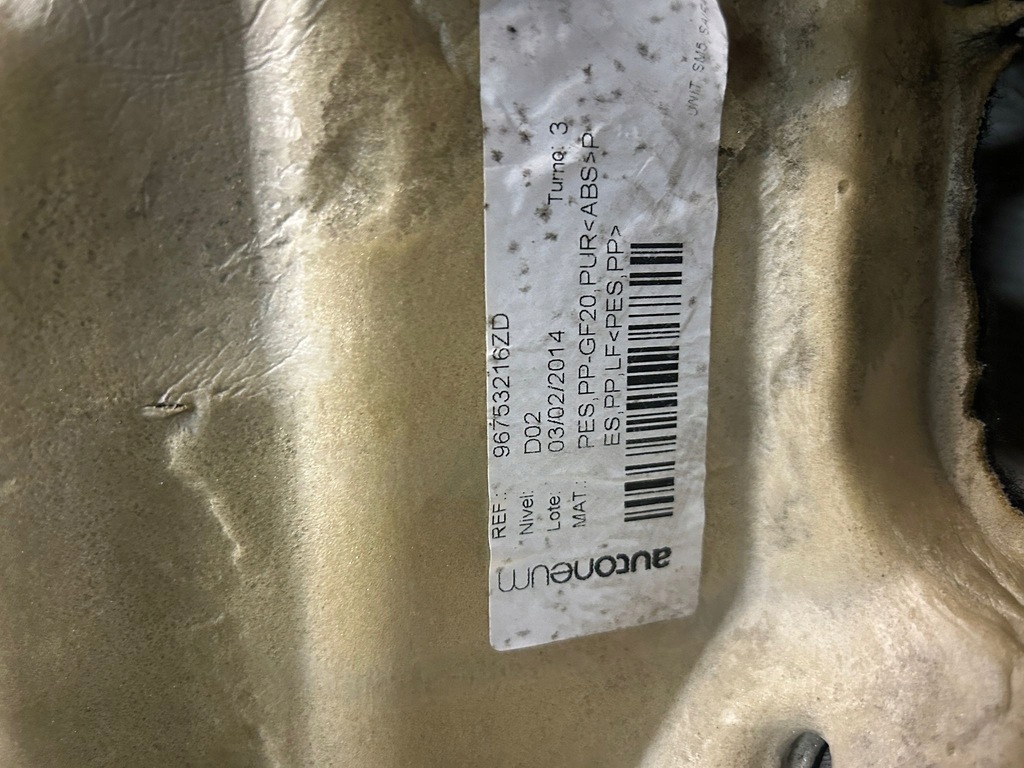 autoneum
REF.: 96753216ZD
Nivel: D02
Lote: 03/02/2014 Turno: 3
MAT.: PES,PP-GF20,PUR<ABS>P
ES,PP,LF<PES,PP>